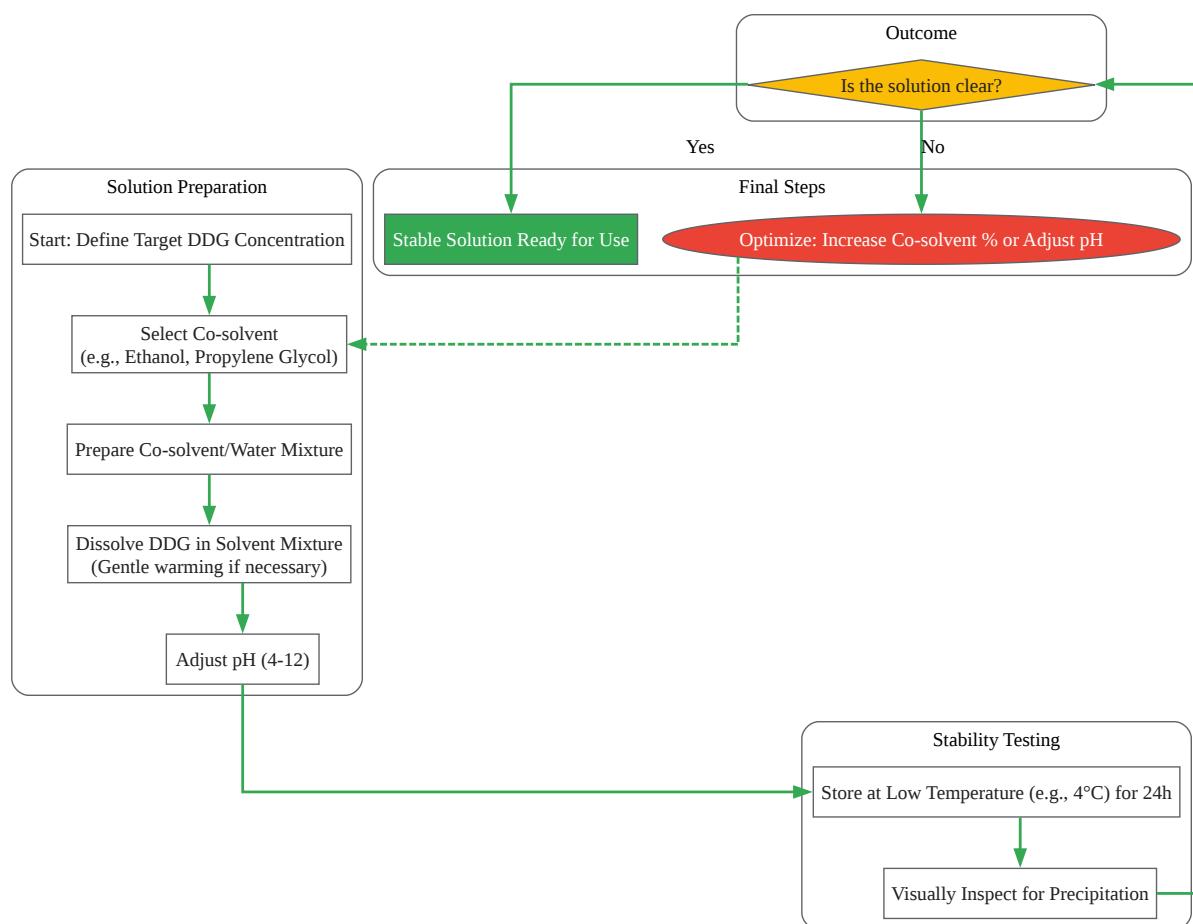 Outcome
Is the solution clear?
Yes
No
Solution Preparation
Start: Define Target DDG Concentration
Select Co-solvent
(e.g., Ethanol, Propylene Glycol)
Prepare Co-solvent/Water Mixture
Dissolve DDG in Solvent Mixture
(Gentle warming if necessary)
Adjust pH (4-12)
Final Steps
Stable Solution Ready for Use
Optimize: Increase Co-solvent % or Adjust pH
Stability Testing
Store at Low Temperature (e.g., 4°C) for 24h
Visually Inspect for Precipitation